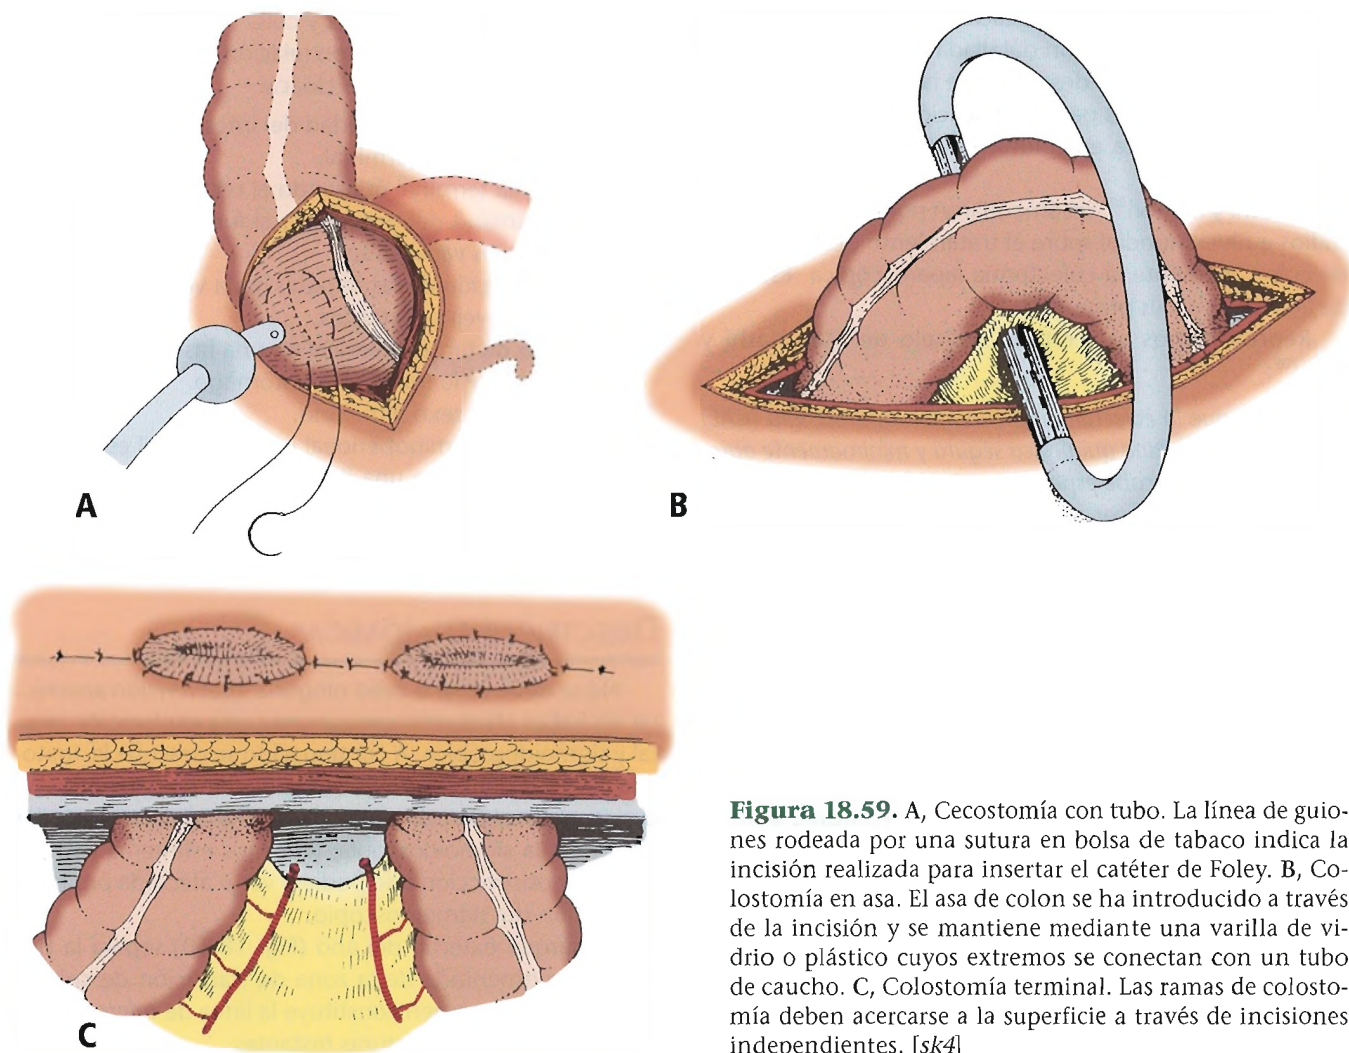 A
B
C
Figura 18.59. A, Cecostomía con tubo. La línea de guio-
nes rodeada por una sutura en bolsa de tabaco indica la
incisión realizada para insertar el catéter de Foley. B, Co-
lostomía en asa. El asa de colon se ha introducido a través
de la incisión y se mantiene mediante una varilla de vi-
drio o plástico cuyos extremos se conectan con un tubo
de caucho. C, Colostomía terminal. Las ramas de colosto-
mía deben acercarse a la superficie a través de incisiones
independientes. [sk4]